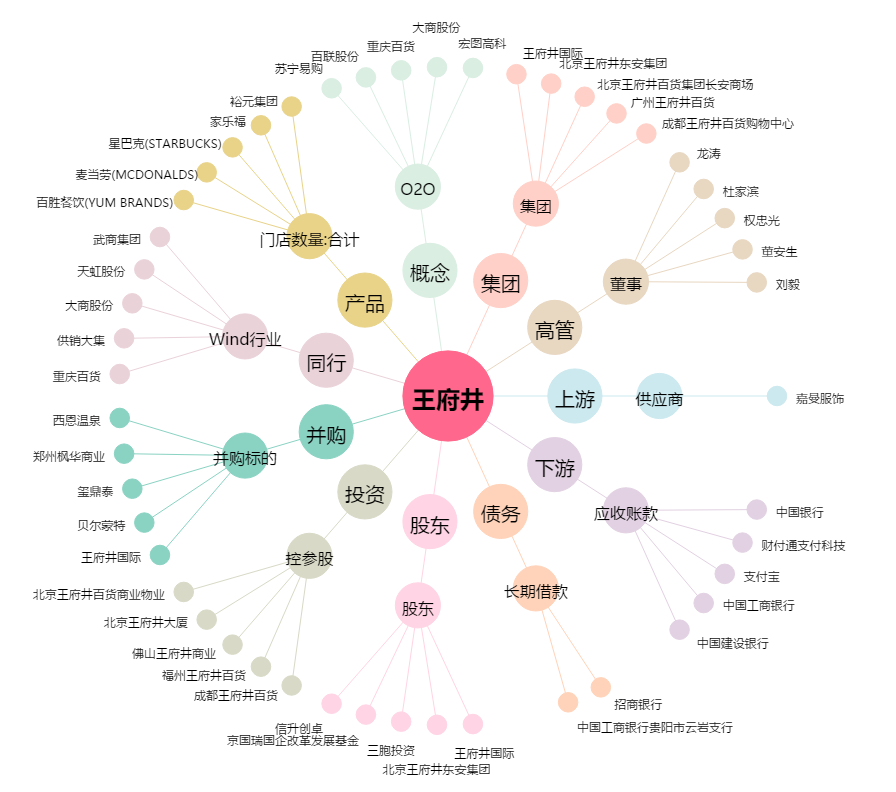 王府井
概念
O2O
苏宁易购
百联股份
重庆百货
大商股份
宏图高科
集团
集团
王府井国际
北京王府井东安集团
北京王府井百货集团长安商场
广州王府井百货
成都王府井百货购物中心
高管
董事
龙涛
杜家滨
权忠光
董安生
刘毅
上游
供应商
嘉曼服饰
下游
应收账款
中国银行
财付通支付科技
支付宝
中国工商银行
中国建设银行
债务
长期借款
招商银行
中国工商银行贵阳市云岩支行
股东
股东
王府井国际
北京王府井东安集团
三胞投资
京国瑞国企改革发展基金
信升创卓
投资
控参股
成都王府井百货
福州王府井百货
佛山王府井商业
北京王府井大厦
北京王府井百货商业物业
并购
并购标的
王府井国际
贝尔蒙特
玺鼎泰
郑州枫华商业
西恩温泉
同行
Wind行业
重庆百货
供销大集
大商股份
天虹股份
武商集团
产品
门店数量:合计
百胜餐饮(YUM BRANDS)
麦当劳(MCDONALDS)
星巴克(STARBUCKS)
家乐福
裕元集团